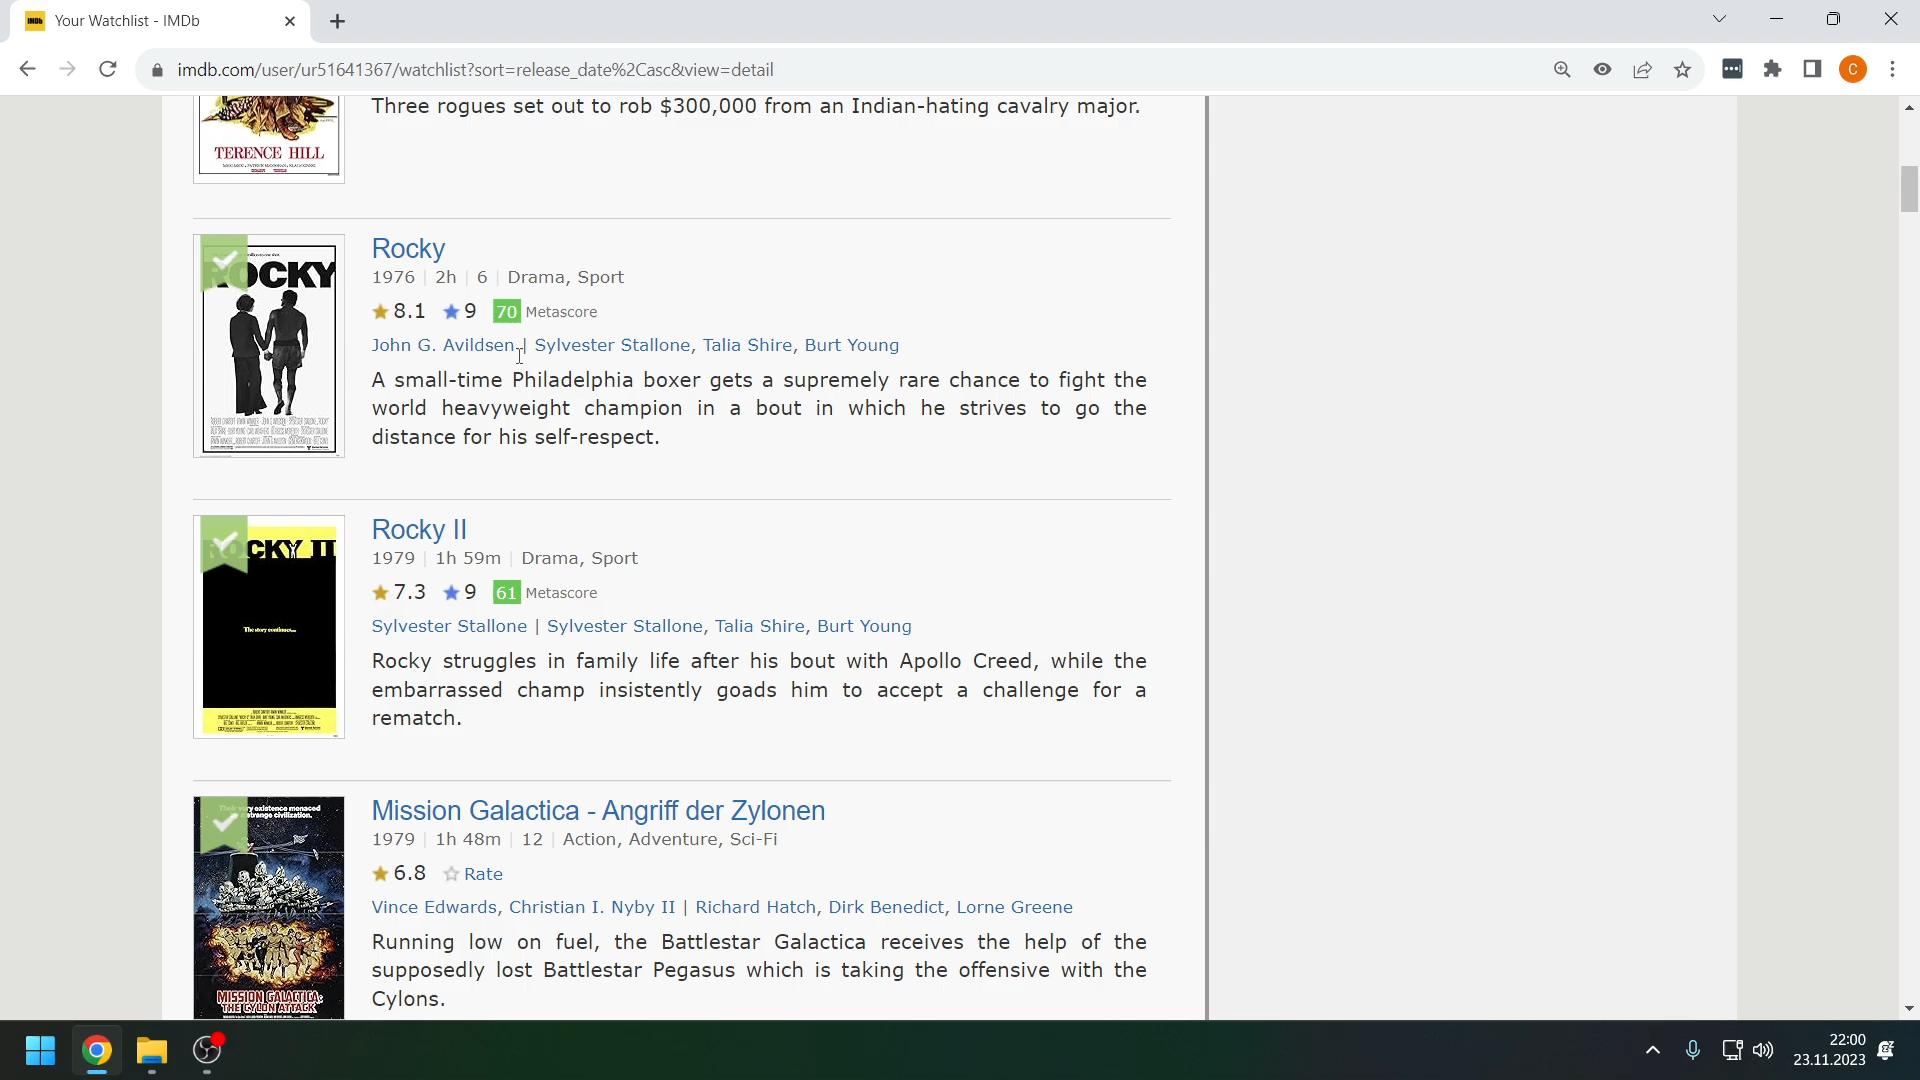 Your Watchlist - IMDb
imdb.com/user/ur51641367/watchlist?sort=release_date%2Casc&view=detail
C
Three rogues set out to rob $300,000 from an Indian-hating cavalry major.
TERENCE HILL
ROCKY
Rocky
1976 | 2h | 6 | Drama, Sport
8.1 9 70 Metascore
John G. Avildsen | Sylvester Stallone, Talia Shire, Burt Young
A small-time Philadelphia boxer gets a supremely rare chance to fight the
world heavyweight champion in a bout in which he strives to go the
distance for his self-respect.
ROCKY II
The story continues...
Rocky II
1979 | 1h 59m | Drama, Sport
7.3 9 61 Metascore
Sylvester Stallone | Sylvester Stallone, Talia Shire, Burt Young
Rocky struggles in family life after his bout with Apollo Creed, while the
embarrassed champ insistently goads him to accept a challenge for a
rematch.
MISSION GALACTICA:
THE CYLON ATTACK
Mission Galactica - Angriff der Zylonen
1979 | 1h 48m | 12 | Action, Adventure, Sci-Fi
6.8 Rate
Vince Edwards, Christian I. Nyby II | Richard Hatch, Dirk Benedict, Lorne Greene
Running low on fuel, the Battlestar Galactica receives the help of the
supposedly lost Battlestar Pegasus which is taking the offensive with the
Cylons.
22:00
23.11.2023